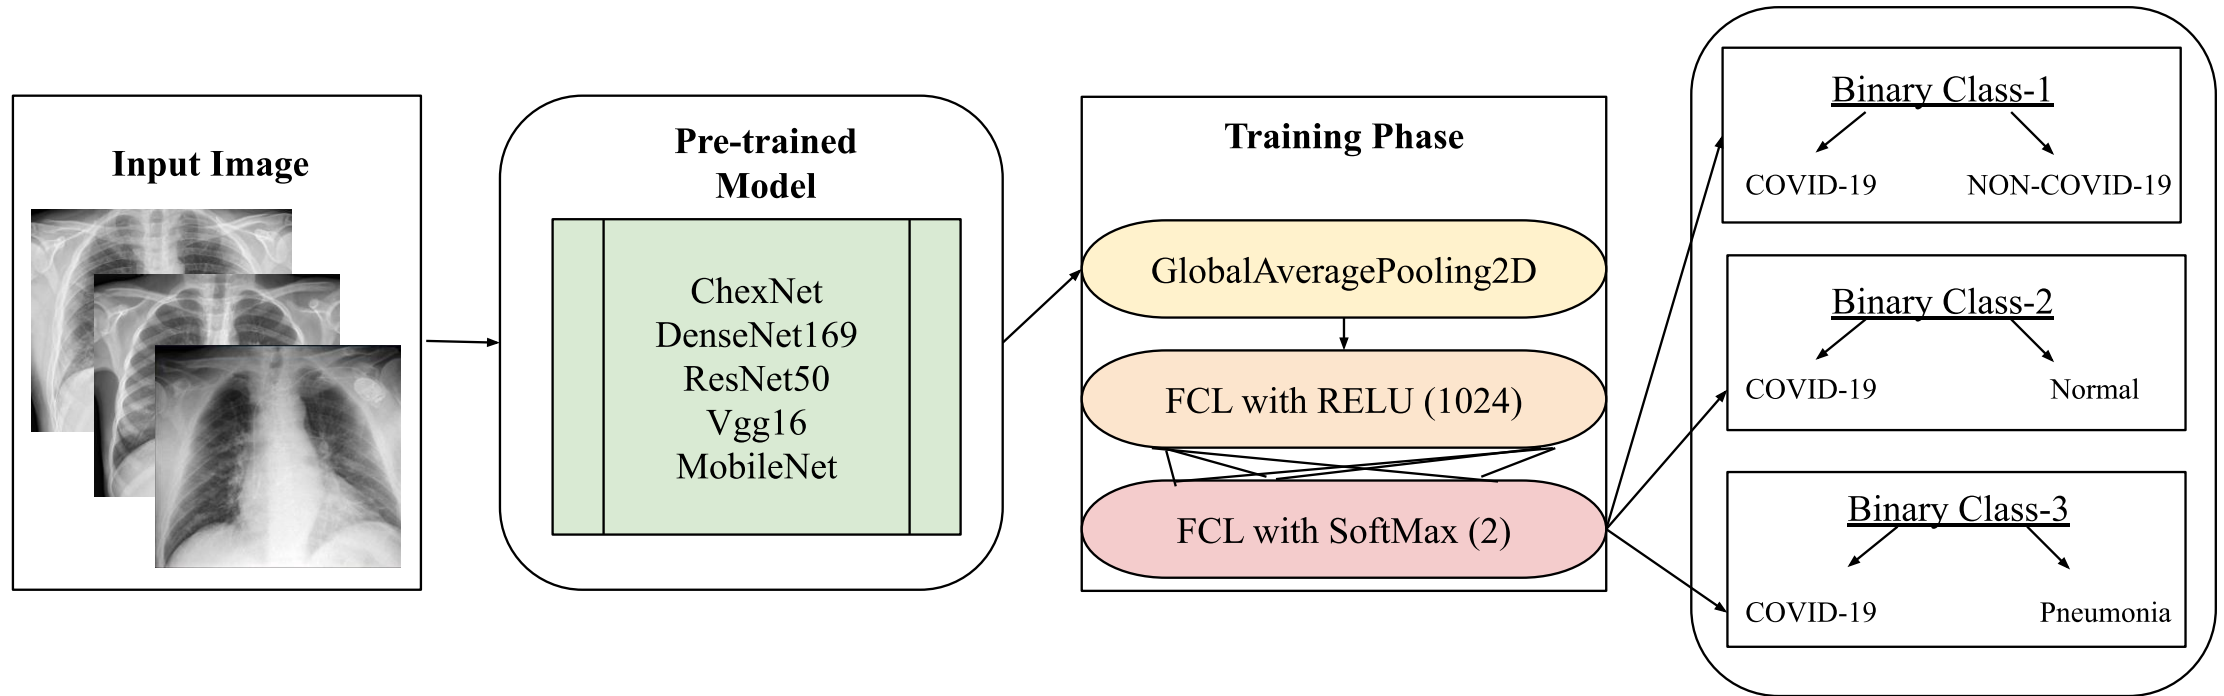 Input Image
Pre-trained
Model
ChexNet
DenseNet169
ResNet50
Vgg16
MobileNet
Training Phase
GlobalAveragePooling2D
FCL with RELU (1024)
FCL with SoftMax (2)
Binary Class-1
COVID-19 NON-COVID-19
Binary Class-2
COVID-19 Normal
Binary Class-3
COVID-19 Pneumonia